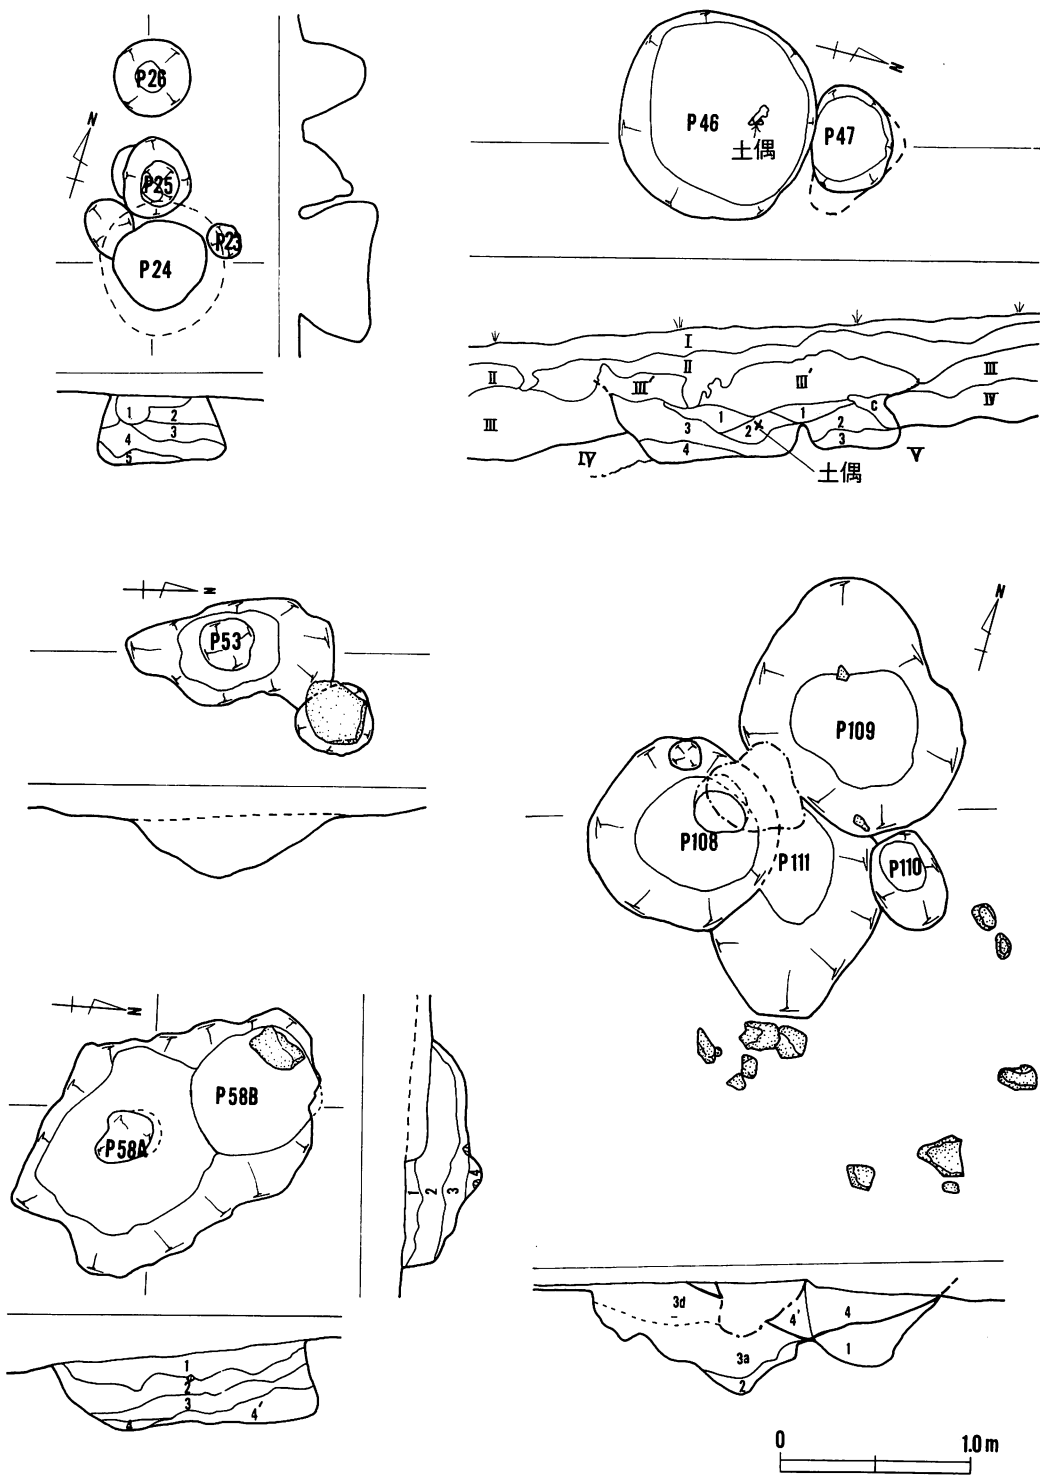 P26
N
P25
P23
P24
1
2
3
4
5
P46
土偶
P47
N
I
II
II
III
III'
III'
III
IV
1
1
c
2
2
3
3
4
IV
V
土偶
N
P53
N
P109
P108
P111
P110
N
P58B
P58A
1
2
3
4
1
2
3
4
4'
3d
4'
4
3a
1
2
0
1.0m